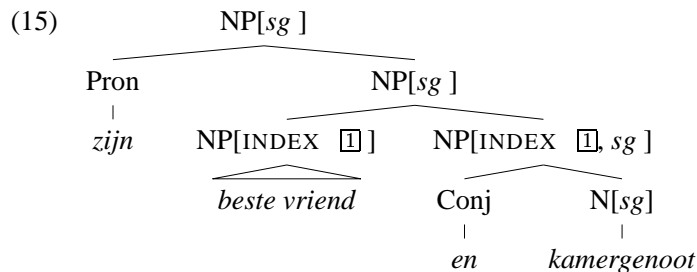 (15) NP[sg ]
Pron NP[sg ]
zijn NP[INDEX 1 ] NP[INDEX 1, sg ]
beste vriend Conj N[sg]
en kamergenoot